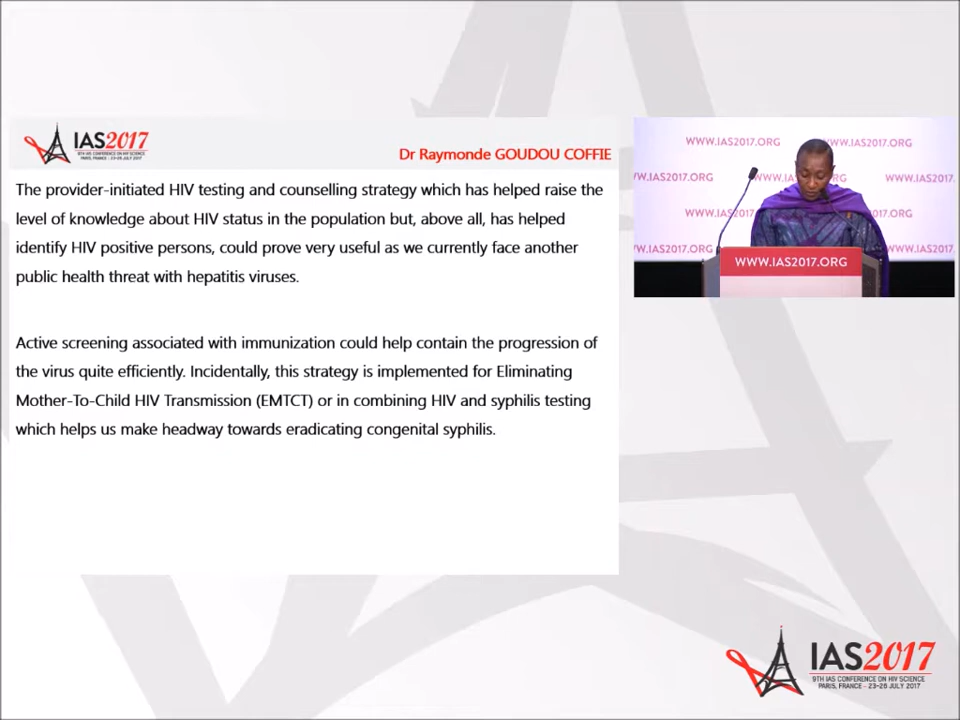 IAS2017
9TH IAS CONFERENCE ON HIV SCIENCE
PARIS, FRANCE · 23-26 JULY 2017
Dr Raymonde GOUDOU COFFIE
The provider-initiated HIV testing and counselling strategy which has helped raise the
level of knowledge about HIV status in the population but, above all, has helped
identify HIV positive persons, could prove very useful as we currently face another
public health threat with hepatitis viruses.
Active screening associated with immunization could help contain the progression of
the virus quite efficiently. Incidentally, this strategy is implemented for Eliminating
Mother-To-Child HIV Transmission (EMTCT) or in combining HIV and syphilis testing
which helps us make headway towards eradicating congenital syphilis.
WWW.IAS2017.ORG
WWW.IAS2017.ORG
WWW.IAS2017.ORG
IAS2017
9TH IAS CONFERENCE ON HIV SCIENCE
PARIS, FRANCE - 23-26 JULY 2017